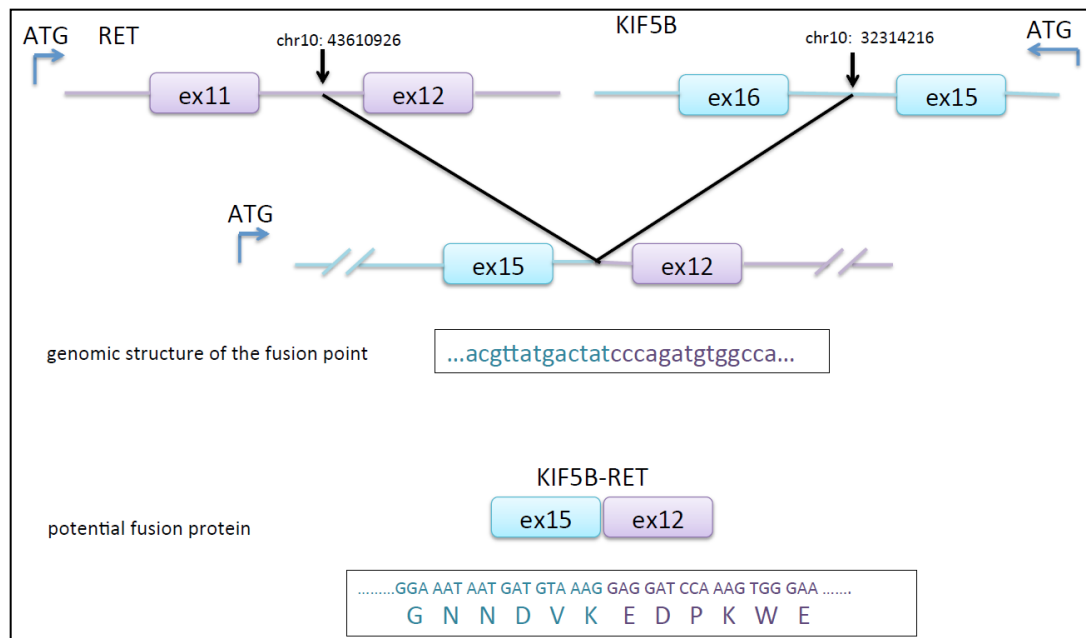 ATG RET KIF5B ATG
chr10: 43610926 chr10: 32314216
ex11 ex12 ex16 ex15
ATG
ex15 ex12
genomic structure of the fusion point
...acgttatgactatcccagatgtggcca...
KIF5B-RET
potential fusion protein
ex15 ex12
.........GGA AAT AAT GAT GTA AAG GAG GAT CCA AAG TGG GAA .......
G N N D V K E D P K W E